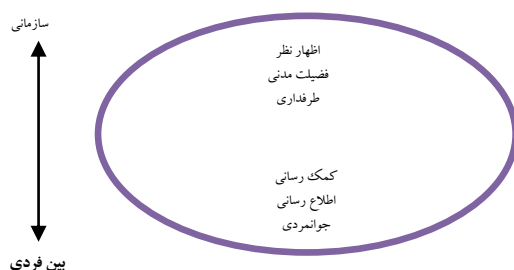 سازمانی
اظهار نظر
فضیلت مدنی
طرفداری
کمک رسانی
اطلاع رسانی
جوانمردی
بین فردی